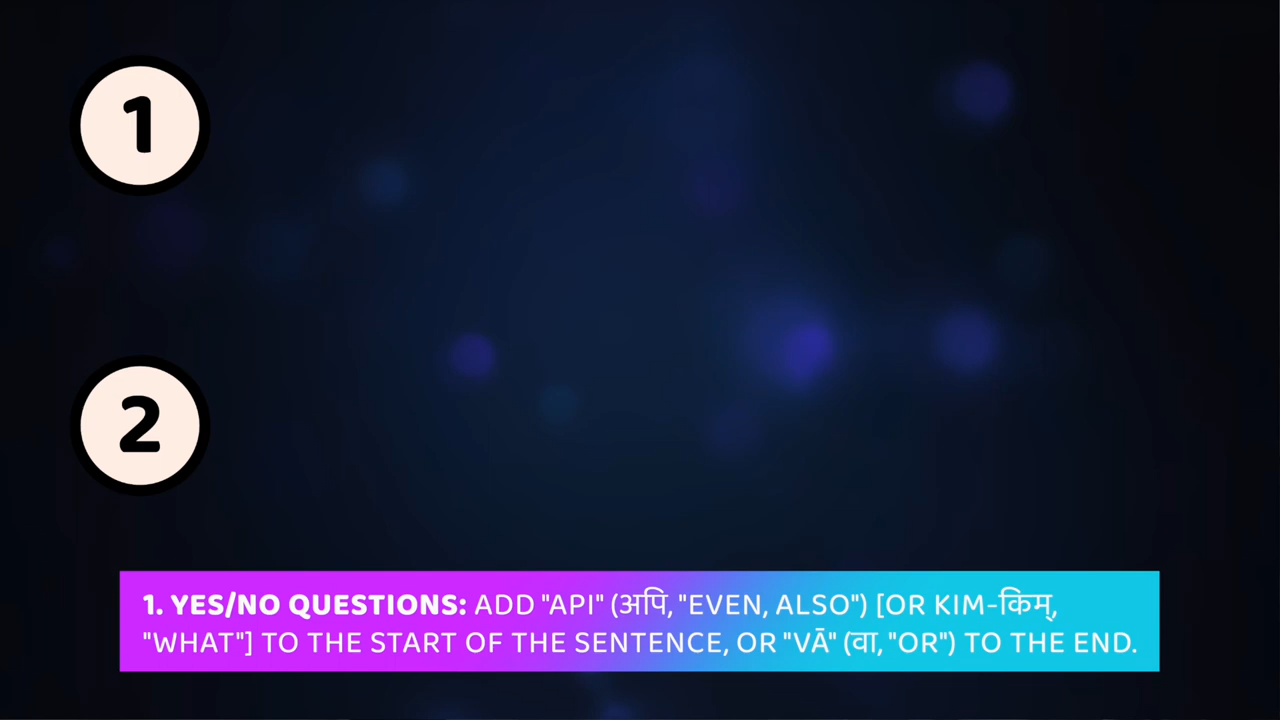 1
2
1. YES/NO QUESTIONS: ADD "API" (अपि, "EVEN, ALSO") [OR KIM-किम्,
"WHAT"] TO THE START OF THE SENTENCE, OR "VĀ" (वा, "OR") TO THE END.